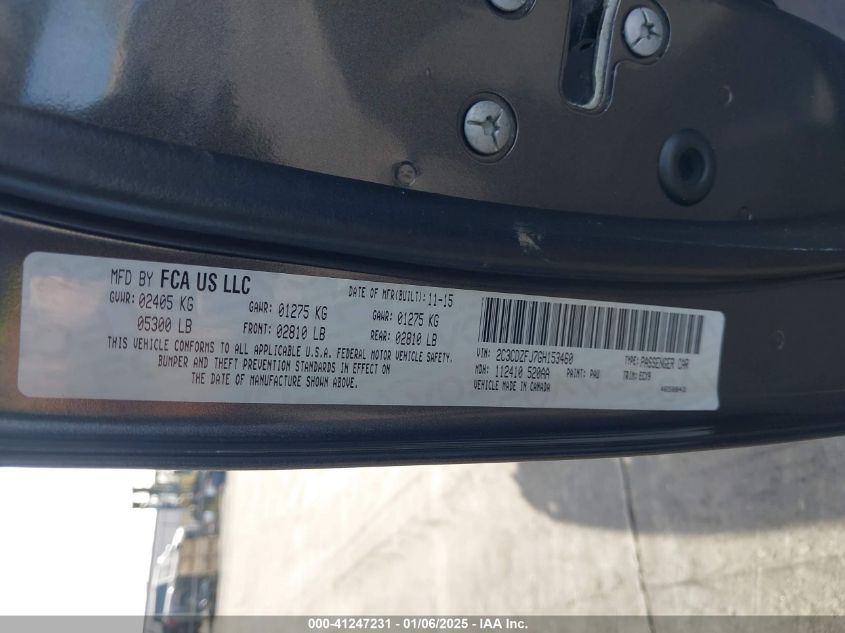 MFD BY FCA US LLC
DATE OF MFR(BUILT): 11-15
GVWR: 02405 KG GAWR: 01275 KG GAWR: 01275 KG
05300 LB FRONT: 02810 LB REAR: 02810 LB
THIS VEHICLE CONFORMS TO ALL APPLICABLE U.S.A. FEDERAL MOTOR VEHICLE SAFETY,
BUMPER AND THEFT PREVENTION STANDARDS IN EFFECT ON
THE DATE OF MANUFACTURE SHOWN ABOVE.
VIN: 2C3CDZFJ7GH153460 TYPE: PASSENGER CAR
MDH: 112410 520AA PAINT: PAU TRIM: ECX9
VEHICLE MADE IN CANADA
000-41247231 - 01/06/2025 - IAA Inc.